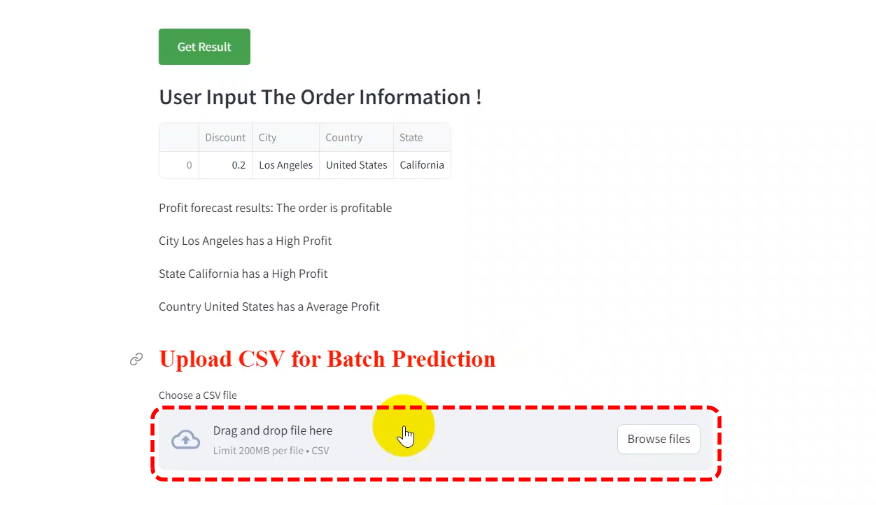 Get Result
User Input The Order Information !
Discount City Country State
0 0.2 Los Angeles United States California
Profit forecast results: The order is profitable
City Los Angeles has a High Profit
State California has a High Profit
Country United States has a Average Profit
Upload CSV for Batch Prediction
Choose a CSV file
Drag and drop file here
Limit 200MB per file • CSV
Browse files